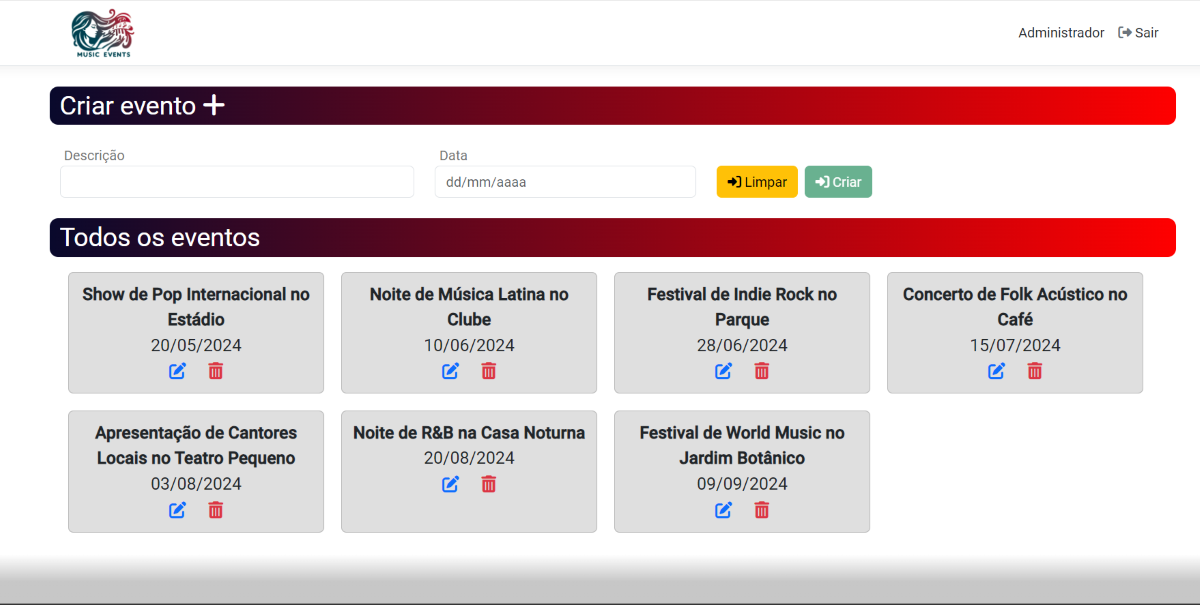 MUSIC EVENTS
Administrador
Sair
Criar evento
Descrição
Data
dd/mm/aaaa
Limpar
Criar
Todos os eventos
Show de Pop Internacional no
Estádio
20/05/2024
Noite de Música Latina no
Clube
10/06/2024
Festival de Indie Rock no
Parque
28/06/2024
Concerto de Folk Acústico no
Café
15/07/2024
Apresentação de Cantores
Locais no Teatro Pequeno
03/08/2024
Noite de R&B na Casa Noturna
20/08/2024
Festival de World Music no
Jardim Botânico
09/09/2024